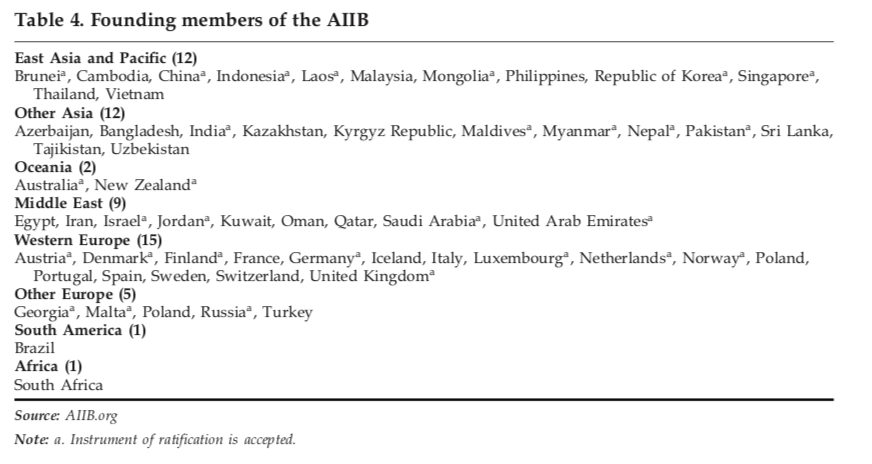 Table 4. Founding members of the AIIB
East Asia and Pacific (12)
Bruneiᵃ, Cambodia, Chinaᵃ, Indonesiaᵃ, Laosᵃ, Malaysia, Mongoliaᵃ, Philippines, Republic of Koreaᵃ, Singaporeᵃ,
Thailand, Vietnam
Other Asia (12)
Azerbaijan, Bangladesh, Indiaᵃ, Kazakhstan, Kyrgyz Republic, Maldivesᵃ, Myanmarᵃ, Nepalᵃ, Pakistanᵃ, Sri Lanka,
Tajikistan, Uzbekistan
Oceania (2)
Australiaᵃ, New Zealandᵃ
Middle East (9)
Egypt, Iran, Israelᵃ, Jordanᵃ, Kuwait, Oman, Qatar, Saudi Arabiaᵃ, United Arab Emiratesᵃ
Western Europe (15)
Austriaᵃ, Denmarkᵃ, Finlandᵃ, France, Germanyᵃ, Iceland, Italy, Luxembourgᵃ, Netherlandsᵃ, Norwayᵃ, Poland,
Portugal, Spain, Sweden, Switzerland, United Kingdomᵃ
Other Europe (5)
Georgiaᵃ, Maltaᵃ, Poland, Russiaᵃ, Turkey
South America (1)
Brazil
Africa (1)
South Africa
Source: AIIB.org
Note: a. Instrument of ratification is accepted.